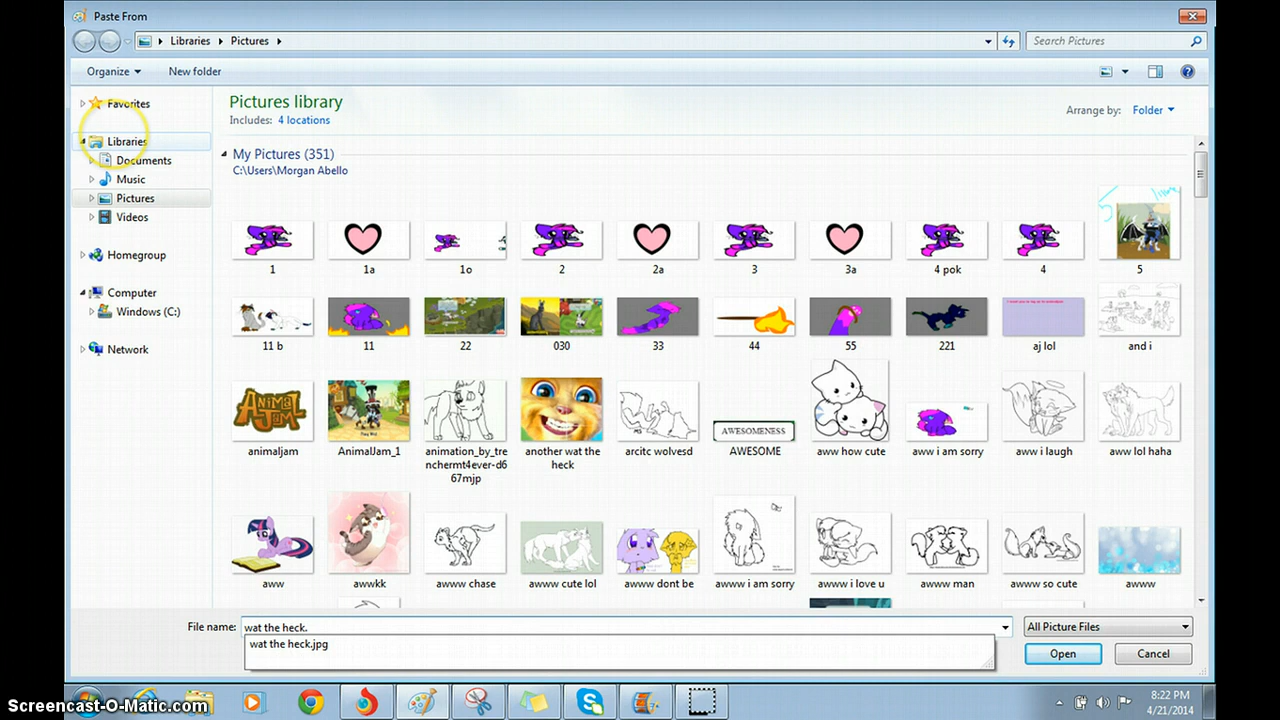 Paste From
Libraries Pictures
Search Pictures
Organize New folder
Favorites
Libraries
Documents
Music
Pictures
Videos
Homegroup
Computer
Windows (C:)
Network
Pictures library
Includes: 4 locations
Arrange by: Folder
My Pictures (351)
C:\Users\Morgan Abello
1 1a 1o 2 2a 3 3a 4 pok 4 5
11 b 11 22 030 33 44 55 221 aj lol and i
ANIMAL JAM
AWESOMENESS
animaljam AnimalJam_1 animation_by_trenchermt4ever-d667mjp another wat the heck arcitc wolvesd AWESOME aww how cute aww i am sorry aww i laugh aww lol haha
aww awwkk awww chase awww cute lol awww dont be awww i am sorry awww i love u awww man awww so cute awww
File name: wat the heck. All Picture Files
wat the heck.jpg
Open Cancel
Screencast-O-Matic.com
8:22 PM
4/21/2014